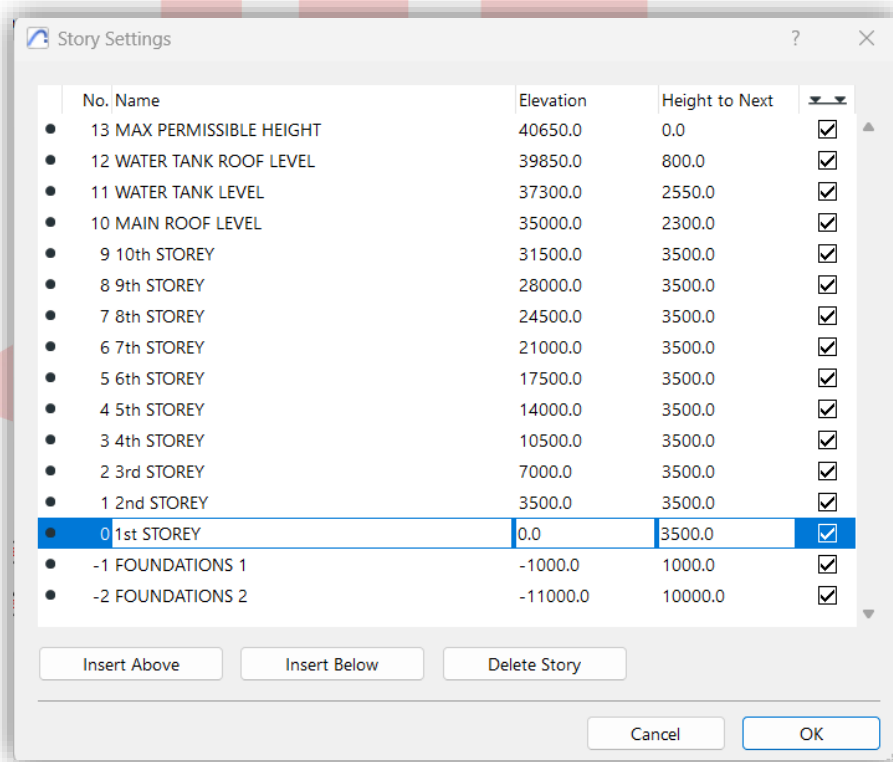 Story Settings ?
No. Name Elevation Height to Next
13 MAX PERMISSIBLE HEIGHT 40650.0 0.0
12 WATER TANK ROOF LEVEL 39850.0 800.0
11 WATER TANK LEVEL 37300.0 2550.0
10 MAIN ROOF LEVEL 35000.0 2300.0
9 10th STOREY 31500.0 3500.0
8 9th STOREY 28000.0 3500.0
7 8th STOREY 24500.0 3500.0
6 7th STOREY 21000.0 3500.0
5 6th STOREY 17500.0 3500.0
4 5th STOREY 14000.0 3500.0
3 4th STOREY 10500.0 3500.0
2 3rd STOREY 7000.0 3500.0
1 2nd STOREY 3500.0 3500.0
0 1st STOREY 0.0 3500.0
-1 FOUNDATIONS 1 -1000.0 1000.0
-2 FOUNDATIONS 2 -11000.0 10000.0
Insert Above Insert Below Delete Story
Cancel OK